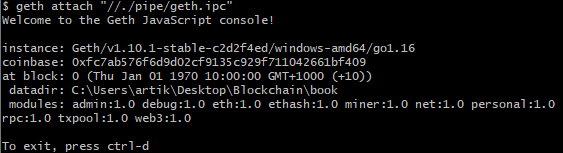 $ geth attach "//./pipe/geth.ipc"
Welcome to the Geth JavaScript console!
instance: Geth/v1.10.1-stable-c2d2f4ed/windows-amd64/go1.16
coinbase: 0xfc7ab576f6d9d02cf9135c929f711042661bf409
at block: 0 (Thu Jan 01 1970 10:00:00 GMT+1000 (+10))
datadir: C:\Users\artik\Desktop\Blockchain\book
modules: admin:1.0 debug:1.0 eth:1.0 ethash:1.0 miner:1.0 net:1.0 personal:1.0
rpc:1.0 txpool:1.0 web3:1.0
To exit, press ctrl-d